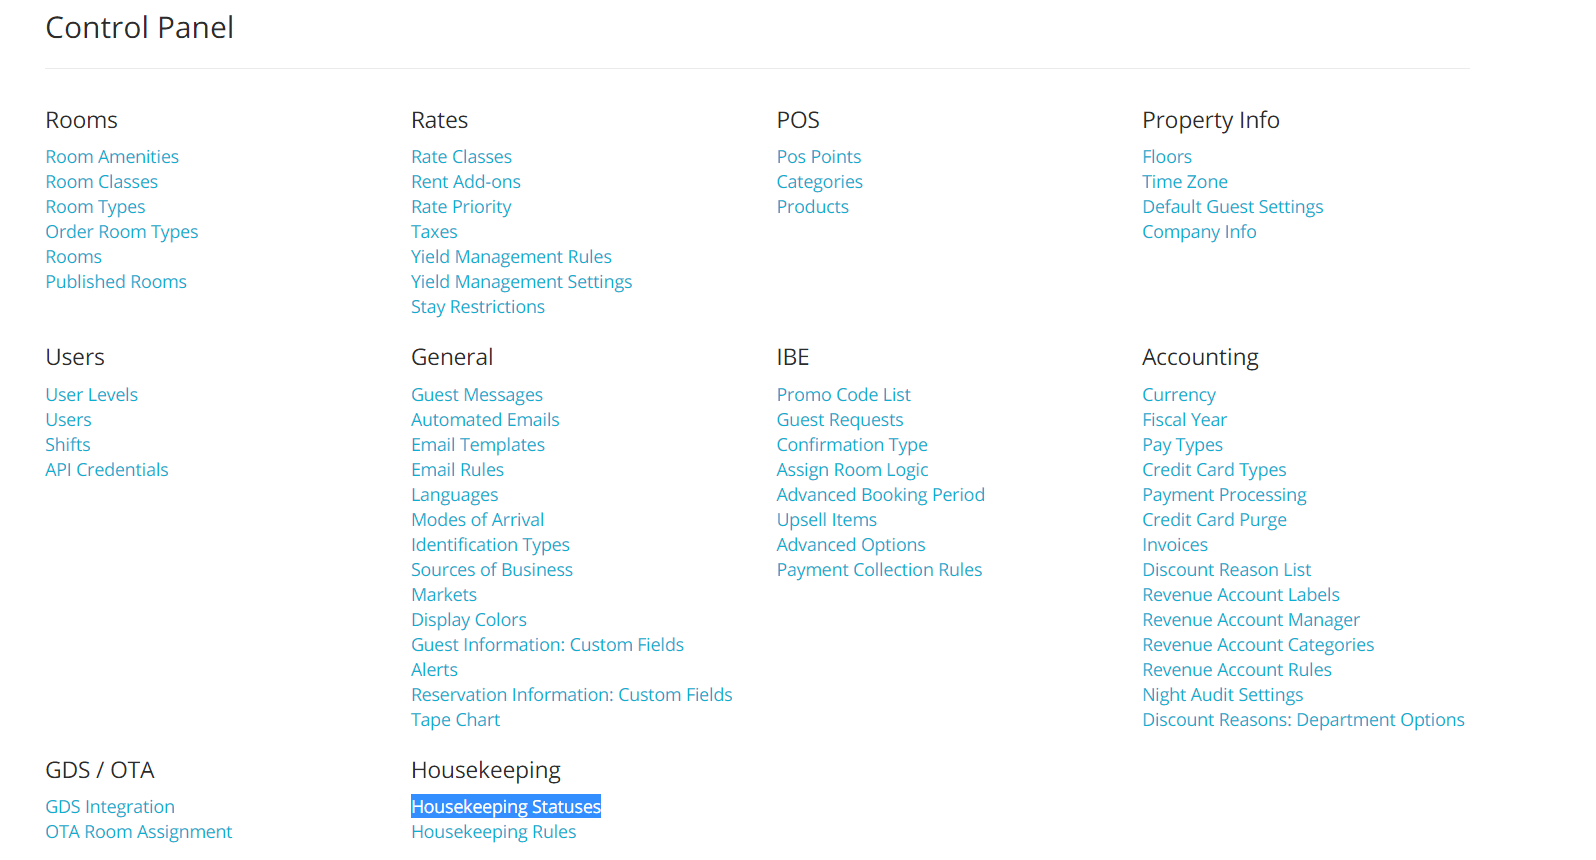 Control Panel
Rooms
Room Amenities
Room Classes
Room Types
Order Room Types
Rooms
Published Rooms
Rates
Rate Classes
Rent Add-ons
Rate Priority
Taxes
Yield Management Rules
Yield Management Settings
Stay Restrictions
POS
Pos Points
Categories
Products
Property Info
Floors
Time Zone
Default Guest Settings
Company Info
Users
User Levels
Users
Shifts
API Credentials
General
Guest Messages
Automated Emails
Email Templates
Email Rules
Languages
Modes of Arrival
Identification Types
Sources of Business
Markets
Display Colors
Guest Information: Custom Fields
Alerts
Reservation Information: Custom Fields
Tape Chart
IBE
Promo Code List
Guest Requests
Confirmation Type
Assign Room Logic
Advanced Booking Period
Upsell Items
Advanced Options
Payment Collection Rules
Accounting
Currency
Fiscal Year
Pay Types
Credit Card Types
Payment Processing
Credit Card Purge
Invoices
Discount Reason List
Revenue Account Labels
Revenue Account Manager
Revenue Account Categories
Revenue Account Rules
Night Audit Settings
Discount Reasons: Department Options
GDS / OTA
GDS Integration
OTA Room Assignment
Housekeeping
Housekeeping Statuses
Housekeeping Rules